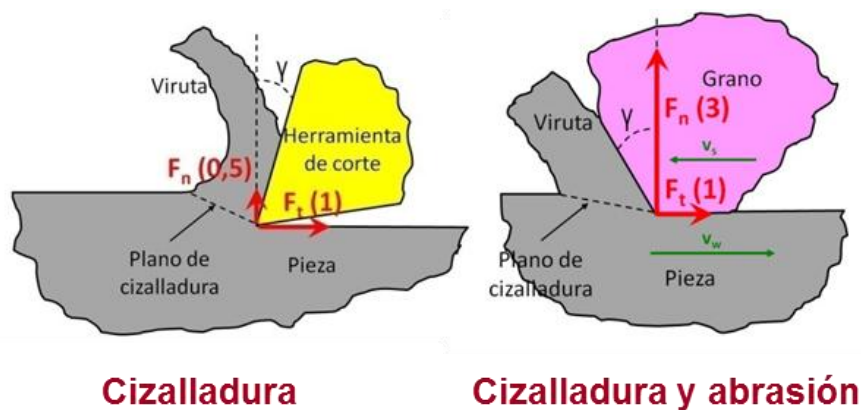 Viruta
γ
Herramienta
de corte
Fn (0,5)
Ft (1)
Plano de
cizalladura
Pieza
Cizalladura
Grano
Viruta
γ
Fn (3)
vs
Ft (1)
vw
Plano de
cizalladura
Pieza
Cizalladura y abrasión